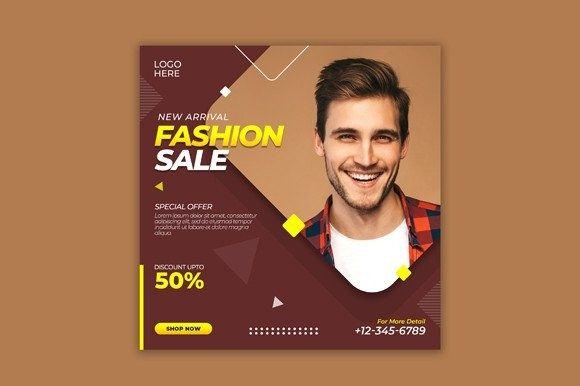 LOGO
HERE
NEW ARRIVAL
FASHION
SALE
SPECIAL OFFER
Lorem ipsum dolor sit amet, consectetur
adipiscing elit, sed do eiusmod tempor
incididunt ut labore et dolore magna
aliqua.
DISCOUNT UPTO
50%
SHOP NOW
For More Detail
+12-345-6789